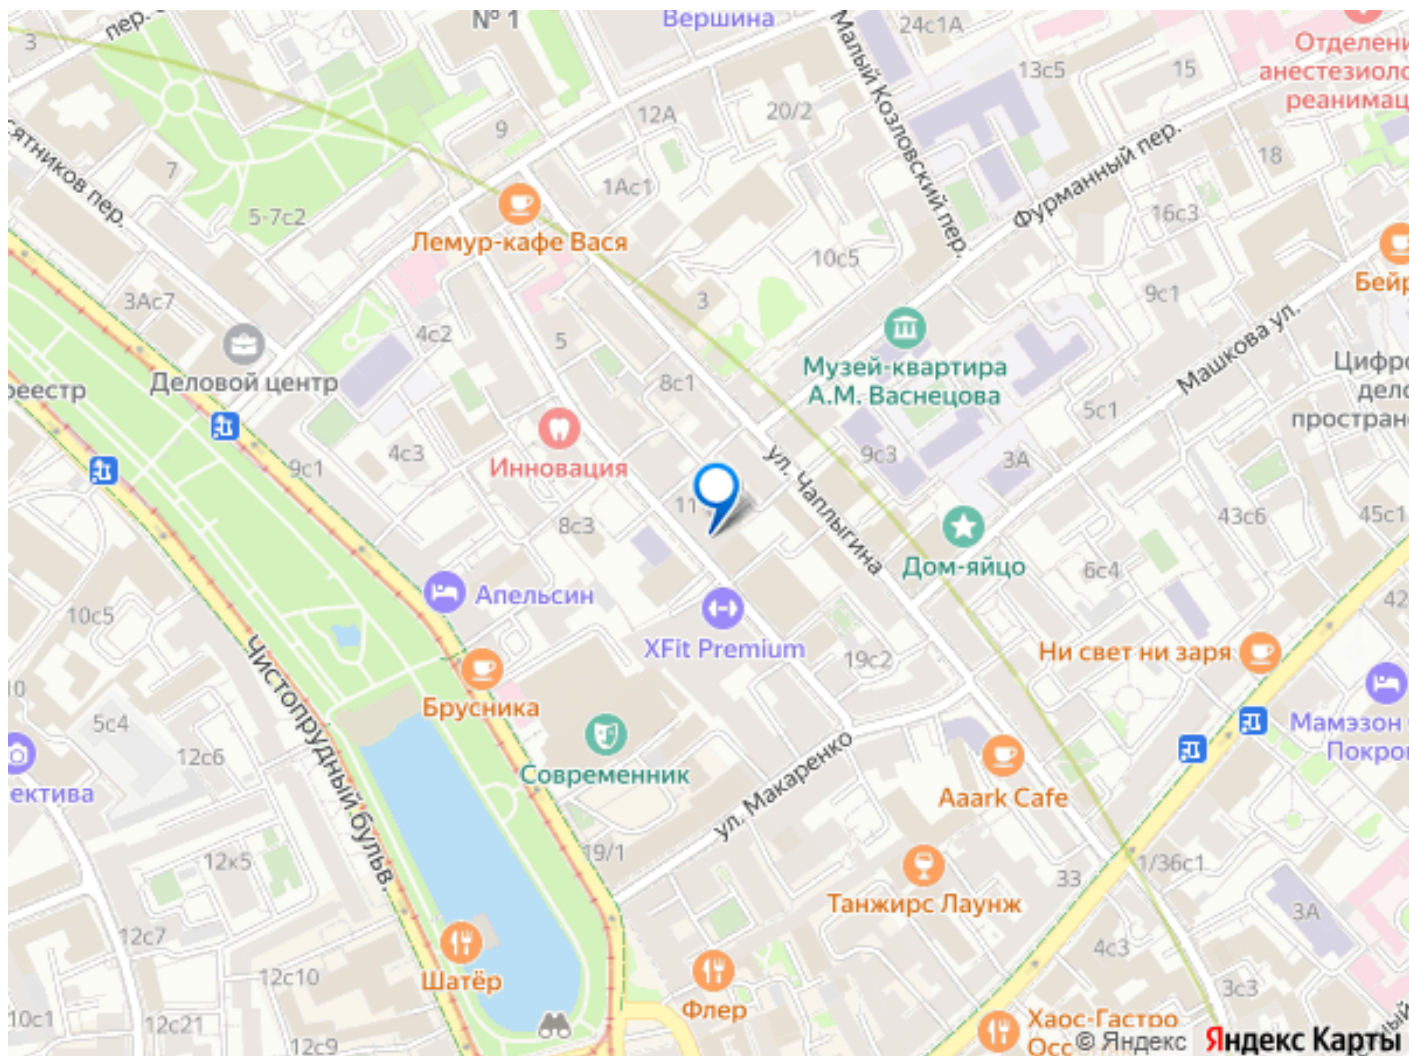 № 1
Вершина
24с1А
3
пер.
Отделени
анестезиоло
реанимац
13с5
15
Малый Козловский пер.
12А
20/2
9
7
сятников пер.
Фурманный пер.
18
1Ас1
5-7с2
16с3
Лемур-кафе Вася
10с5
Бейр
3Ас7
3
9с1
4с2
5
Музей-квартира
А.М. Васнецова
Машкова ул.
Деловой центр
реестр
8с1
Цифро
дело
простран
5с1
4с3
9с1
Инновация
ул. Чаплыгина
9с3
3А
11
8с3
43с6
45с1
Дом-яйцо
6с4
Апельсин
10с5
42
XFit Premium
19с2
Ни свет ни заря
Чистопрудный бульв.
10
Брусника
5с4
12с6
Мамэзон
Покро
Современник
ул. Макаренко
ектива
Aaark Cafe
19/1
12к5
1/36с1
33
Танжирс Лаунж
3А
12с7
4с3
12с10
Шатёр
Флер
3с3
10с1
12с21
12с9
Хаос-Гастро
Осс
© Яндекс
Яндекс Карты